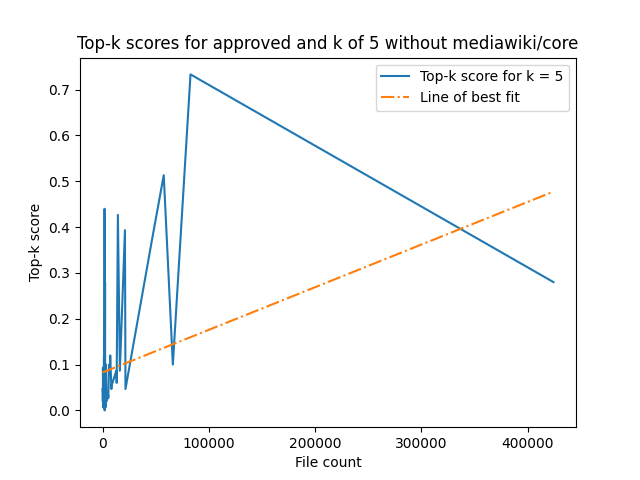 Top-k scores for approved and k of 5 without mediawiki/core
Top-k score for k = 5
Line of best fit
Top-k score
0.7
0.6
0.5
0.4
0.3
0.2
0.1
0.0
0
100000
200000
300000
400000
File count